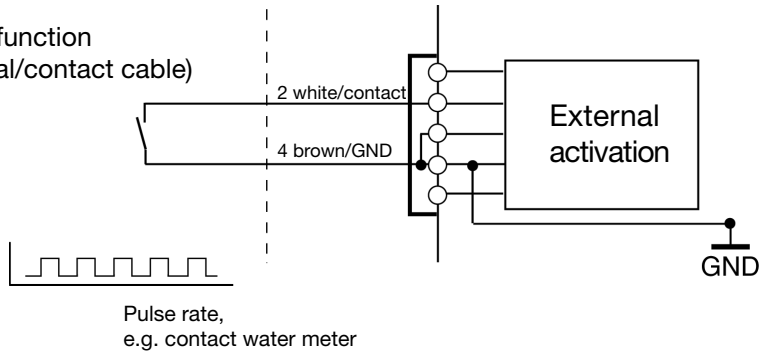 function
al/contact cable)
2 white/contact
4 brown/GND
External
activation
GND
Pulse rate,
e.g. contact water meter